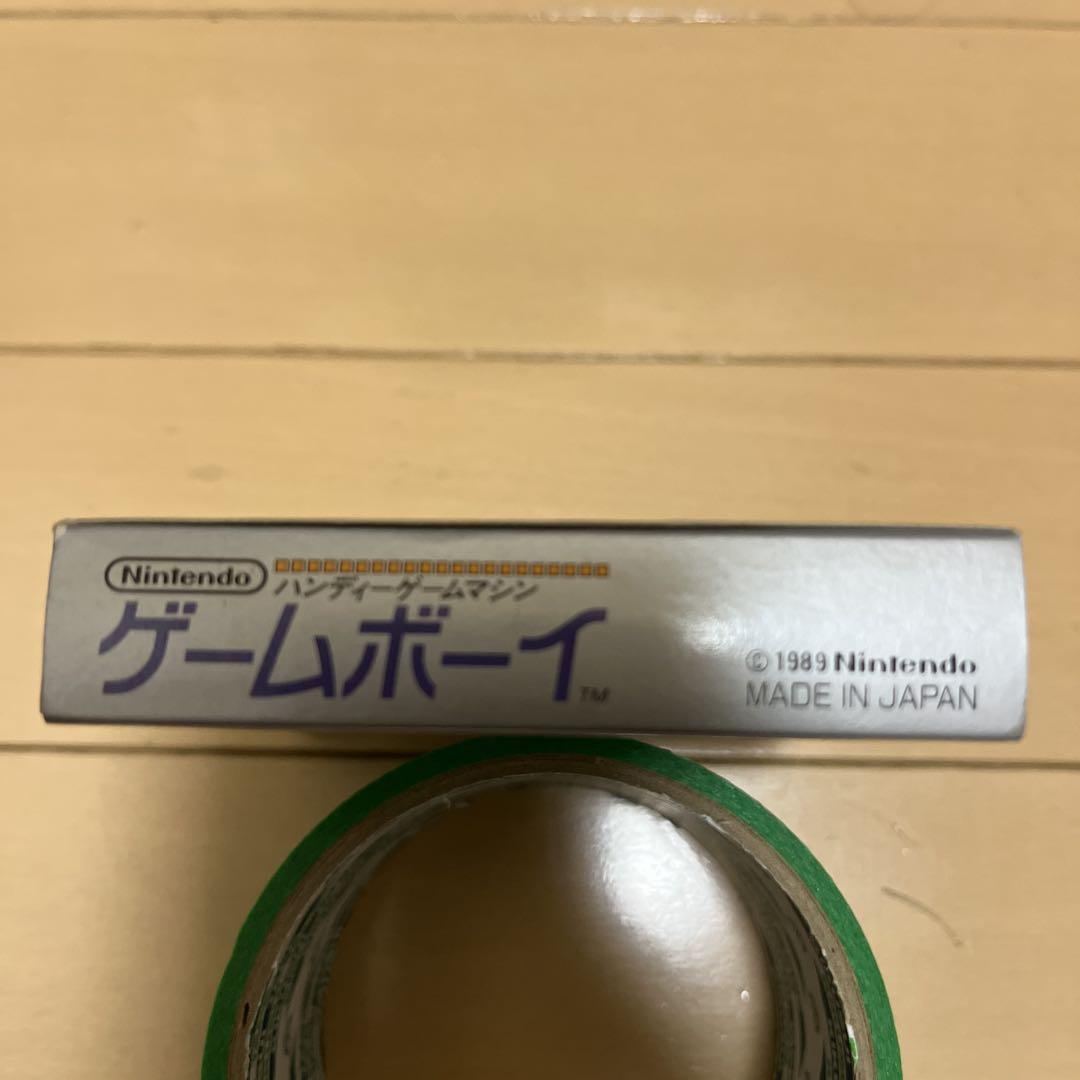 Nintendo
ハンディーゲームマシン
ゲームボーイ TM
© 1989 Nintendo
MADE IN JAPAN